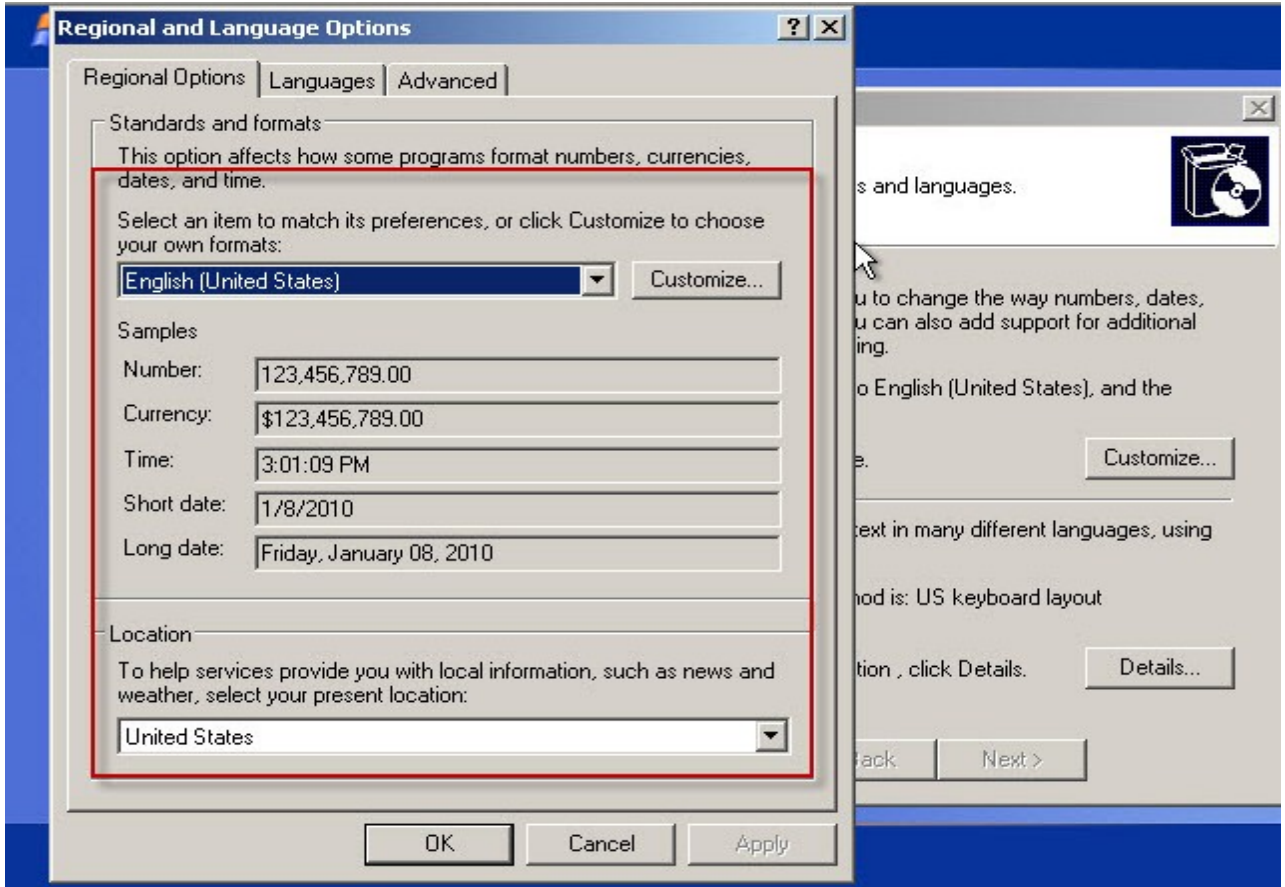 Regional and Language Options
Regional Options
Languages
Advanced
Standards and formats
This option affects how some programs format numbers, currencies,
dates, and time.
Select an item to match its preferences, or click Customize to choose
your own formats:
English (United States)
Customize...
Samples
Number:
123,456,789.00
Currency:
$123,456,789.00
Time:
3:01:09 PM
Short date:
1/8/2010
Long date:
Friday, January 08, 2010
Location
To help services provide you with local information, such as news and
weather, select your present location:
United States
OK
Cancel
Apply
s and languages.
u to change the way numbers, dates,
u can also add support for additional
ing.
o English (United States), and the
e.
Customize...
text in many different languages, using
nod is: US keyboard layout
tion , click Details.
Details...
Back
Next >